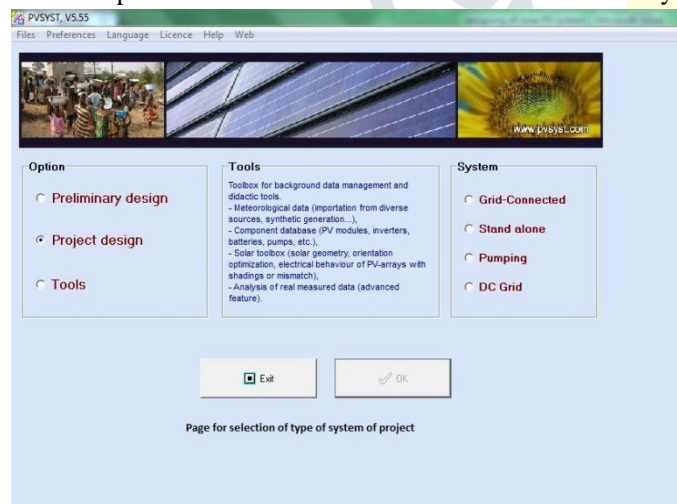 PVSYST, V5.55
Files Preferences Language Licence Help Web
www.pvsyst.com
Option
Preliminary design
Project design
Tools
Tools
Toolbox for background data management and
didactic tools.
- Meteorological data (importation from diverse
sources, synthetic generation...),
- Component database (PV modules, inverters,
batteries, pumps, etc.),
- Solar toolbox (solar geometry, orientation
optimization, electrical behaviour of PV-arrays with
shadings or mismatch),
- Analysis of real measured data (advanced
feature).
System
Grid-Connected
Stand alone
Pumping
DC Grid
Exit
OK
Page for selection of type of system of project